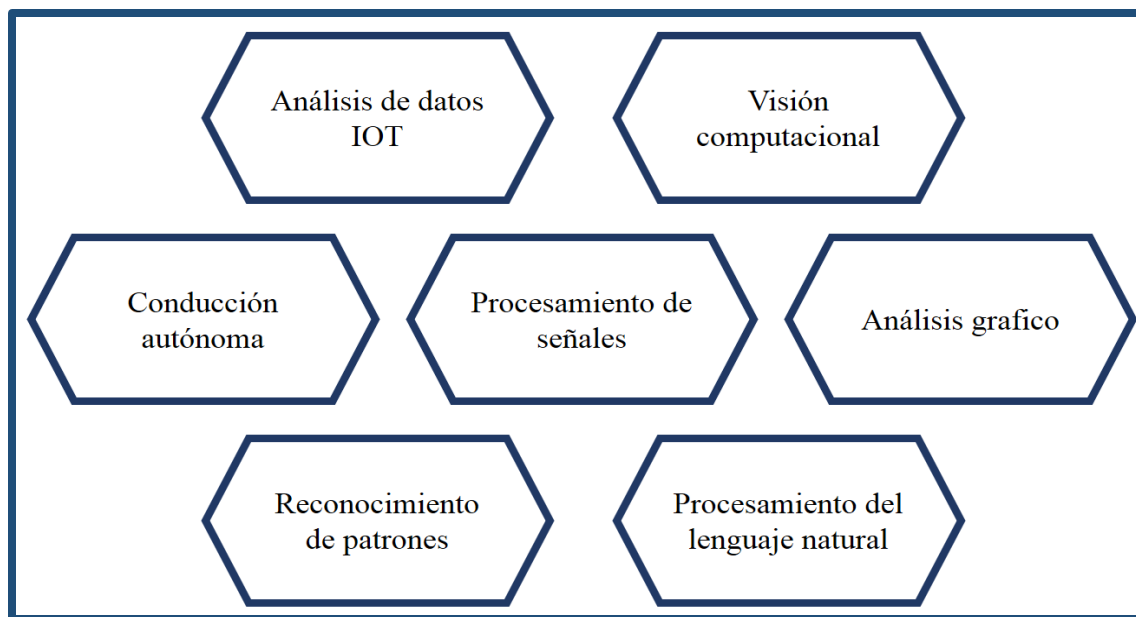 Análisis de datos
IOT
Visión
computacional
Conducción
autónoma
Procesamiento de
señales
Análisis grafico
Reconocimiento
de patrones
Procesamiento del
lenguaje natural